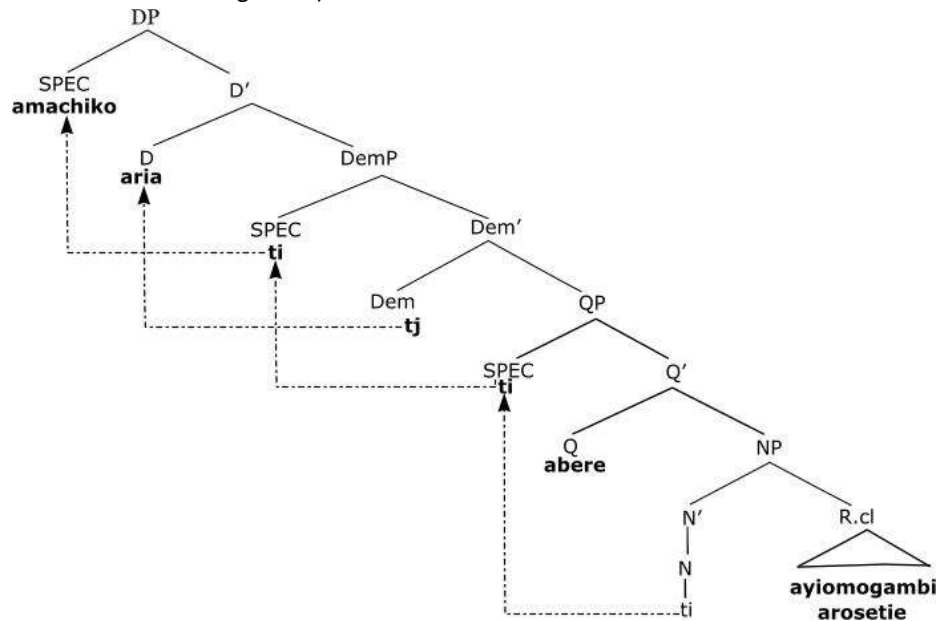 DP
SPEC
amachiko
D'
D
aria
DemP
SPEC
ti
Dem'
Dem
tj
QP
SPEC
ti
Q'
Q
abere
NP
N'
R.cl
N
ti
ayiomogambi
arosetie